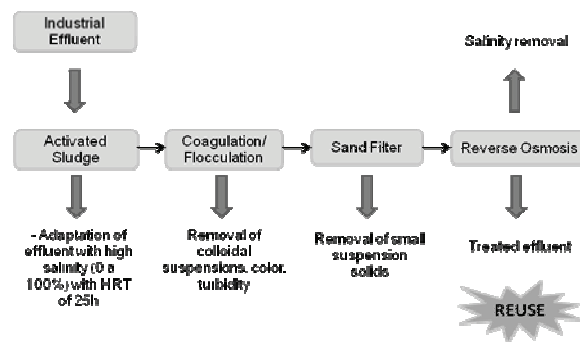 Industrial
Effluent
Salinity removal
Activated
Sludge
Coagulation/
Flocculation
Sand Filter
Reverse Osmosis
- Adaptation of
effluent with high
salinity (0 a
100%) with HRT
of 25h
Removal of
colloidal
suspensions. color.
turbidity
Removal of small
suspension
solids
Treated effluent
REUSE